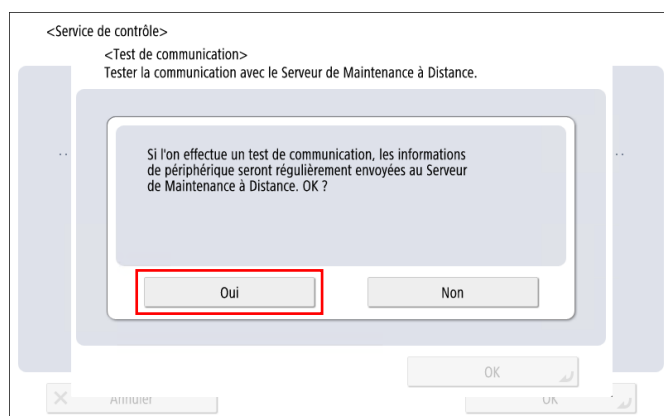 <Service de contrôle>
<Test de communication>
Tester la communication avec le Serveur de Maintenance à Distance.
Si l'on effectue un test de communication, les informations
de périphérique seront régulièrement envoyées au Serveur
de Maintenance à Distance. OK ?
Oui
Non
OK
Annuler
OK